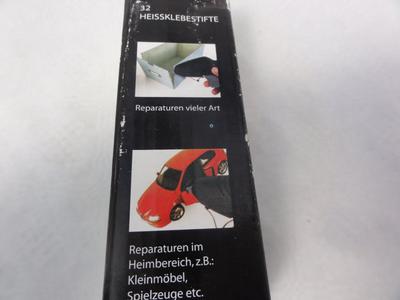 32
HEISSKLEBESTIFTE
Reparaturen vieler Art
Reparaturen im
Heimbereich, z.B.:
Kleinmöbel,
Spielzeuge etc.